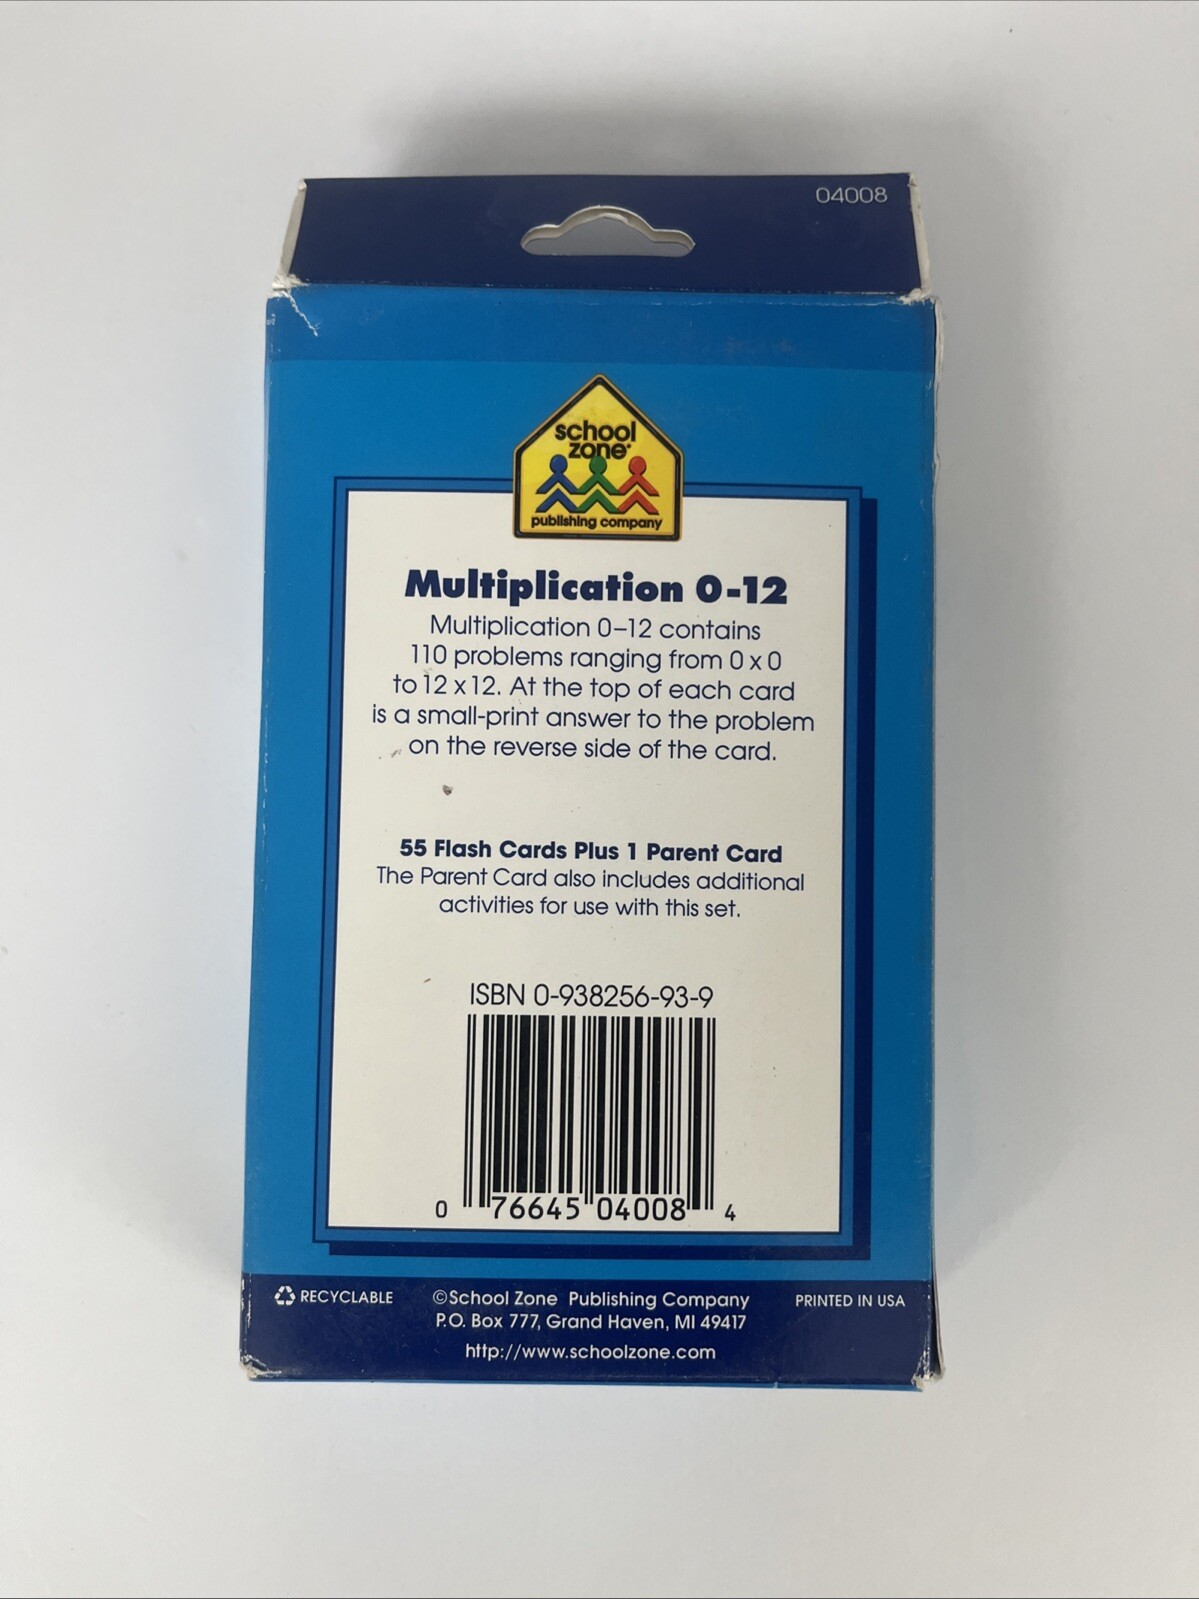 04008
school
zone®
publishing company
Multiplication 0-12
Multiplication 0–12 contains
110 problems ranging from 0 x 0
to 12 x 12. At the top of each card
is a small-print answer to the problem
on the reverse side of the card.
55 Flash Cards Plus 1 Parent Card
The Parent Card also includes additional
activities for use with this set.
ISBN 0-938256-93-9
0 76645 04008 4
RECYCLABLE
©School Zone Publishing Company
PRINTED IN USA
P.O. Box 777, Grand Haven, MI 49417
http://www.schoolzone.com